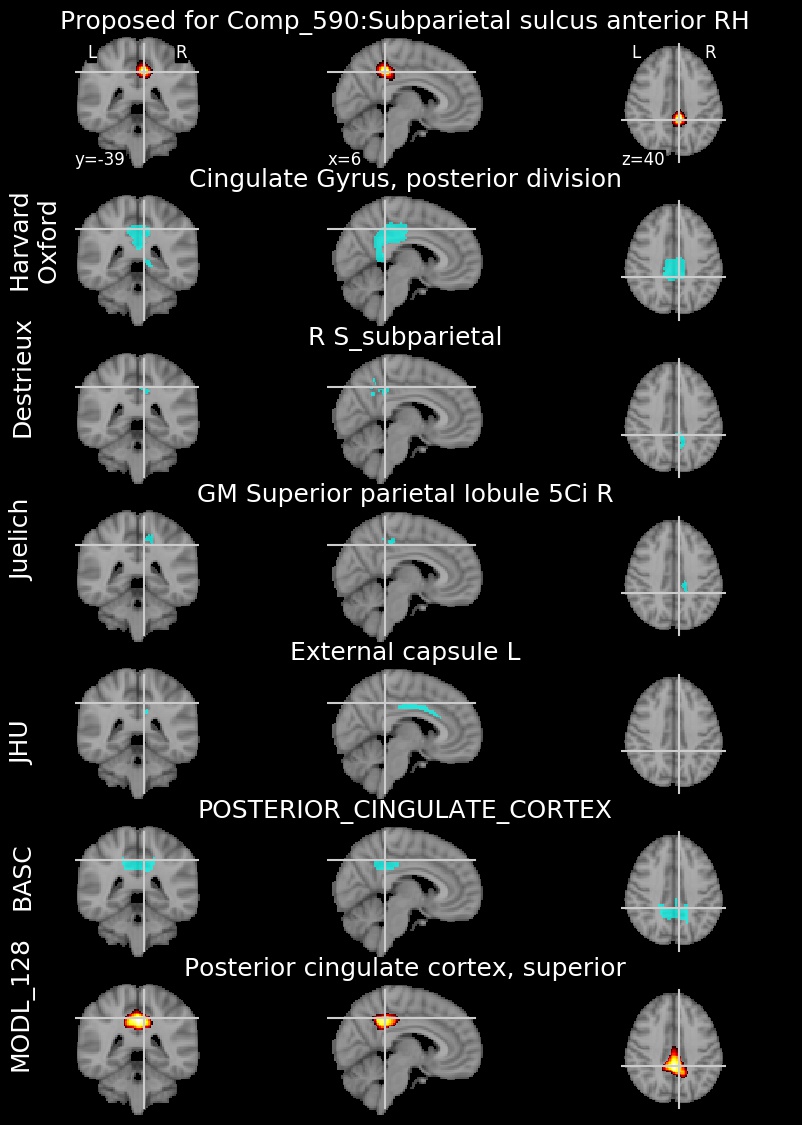 Proposed for Comp_590:Subparietal sulcus anterior RH
L R L R
y=-39 x=6 z=40
Cingulate Gyrus, posterior division
Harvard
Oxford
R S_subparietal
Destrieux
GM Superior parietal lobule 5Ci R
Juelich
External capsule L
JHU
POSTERIOR_CINGULATE_CORTEX
BASC
Posterior cingulate cortex, superior
MODL_128